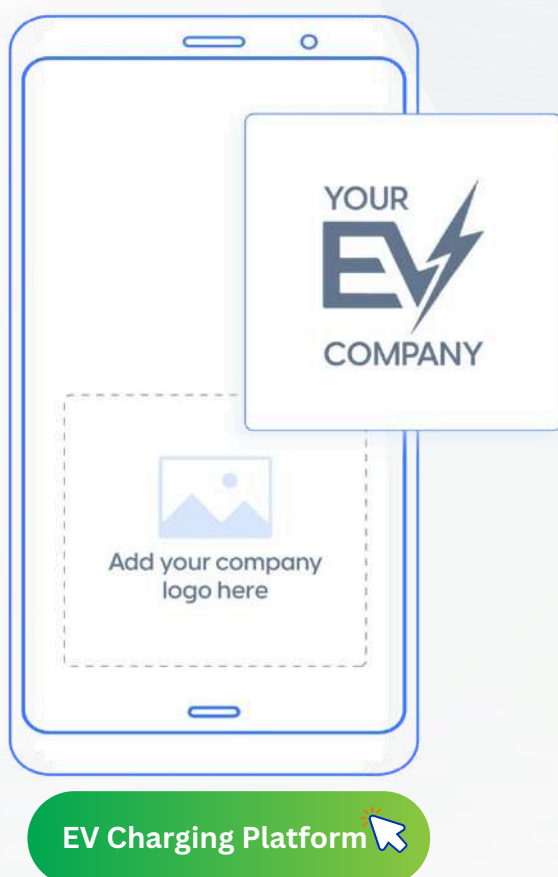 YOUR
EV
COMPANY
Add your company
logo here
EV Charging Platform